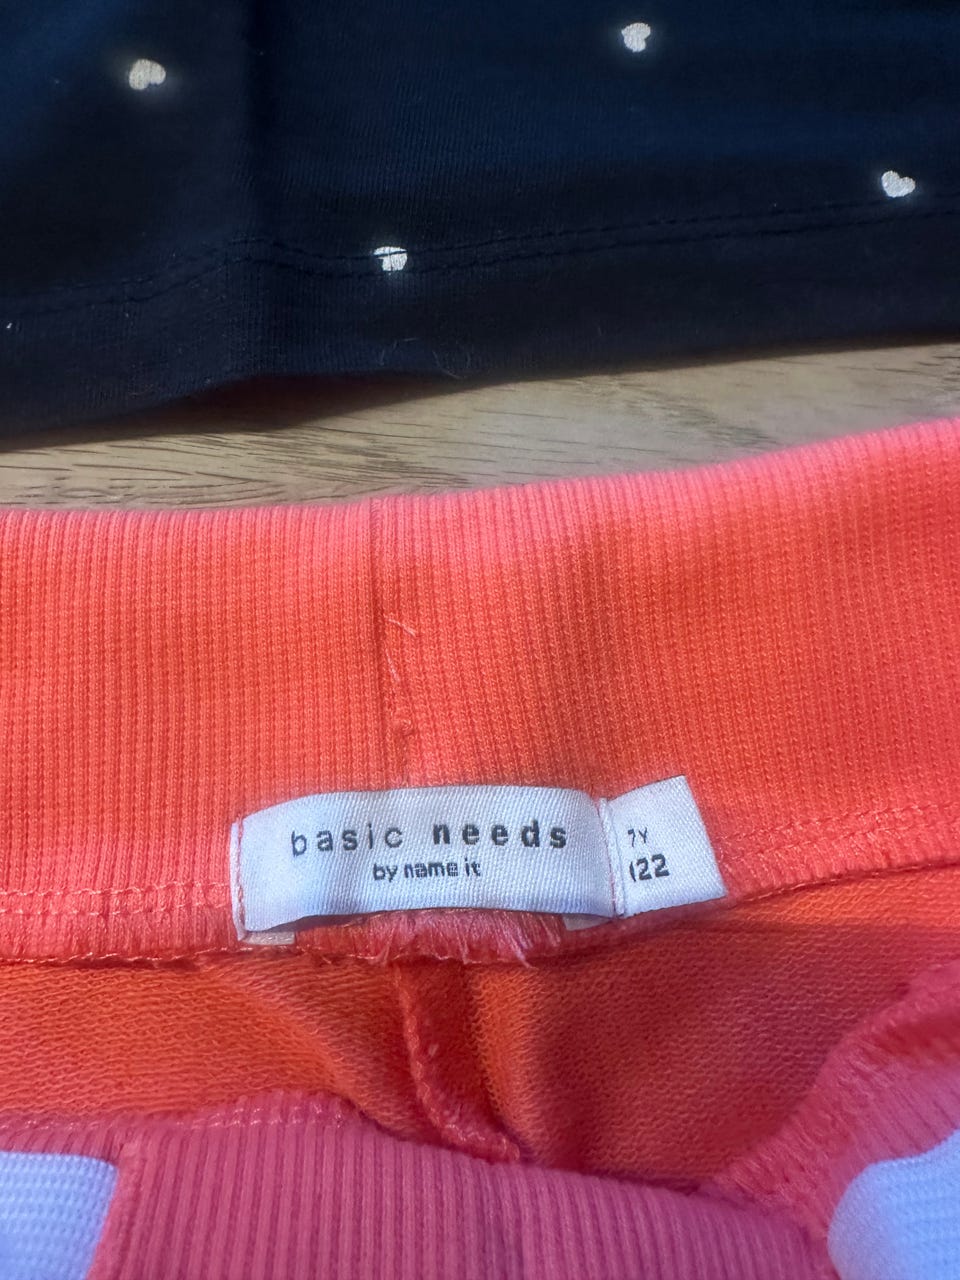 basic needs
by name it
7Y
122